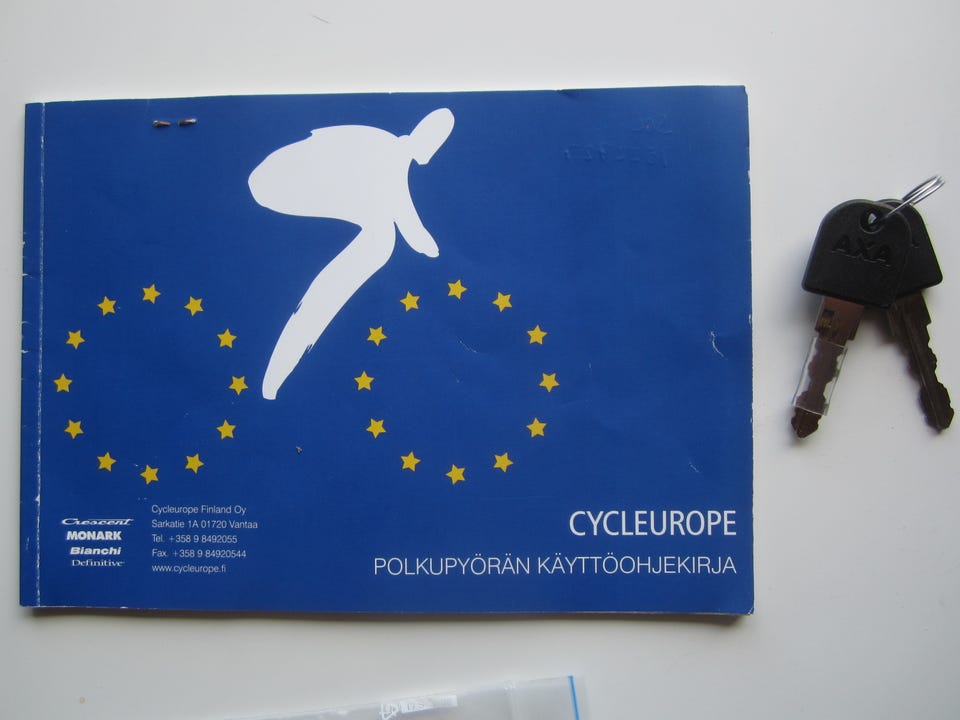 CYCLEUROPE
POLKUPYÖRÄN KÄYTTÖOHJEKIRJA
Crescent
MONARK
Bianchi
Definitive
Cycleurope Finland Oy
Sarkatie 1A 01720 Vantaa
Tel. +358 9 8492055
Fax. +358 9 84920544
www.cycleurope.fi
AXA